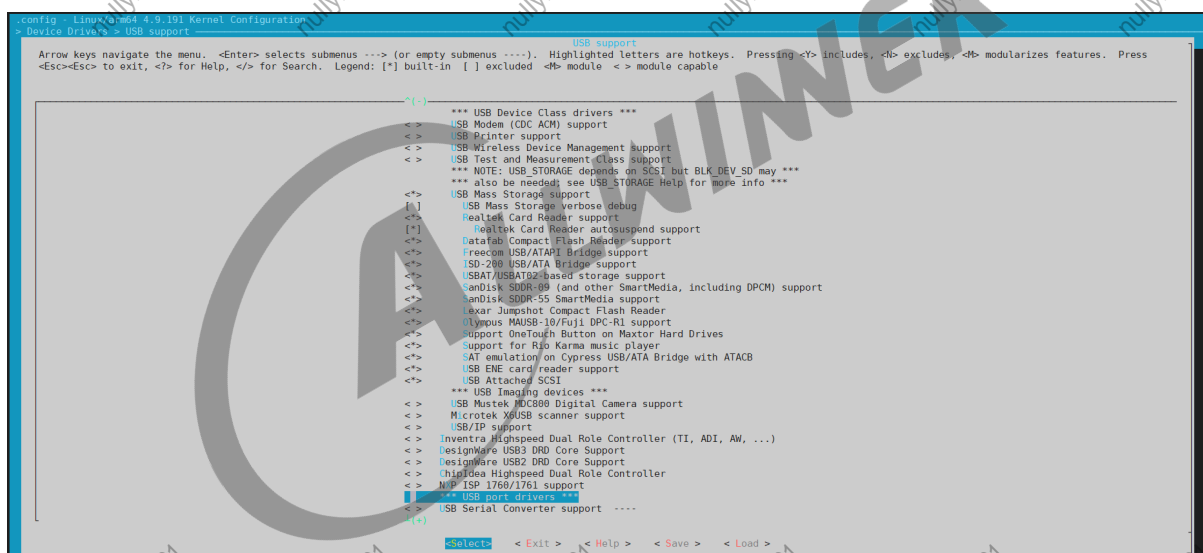 .config - Linux/arm64 4.9.191 Kernel Configuration
> Device Drivers > USB support
USB support
Arrow keys navigate the menu. <Enter> selects submenus ---> (or empty submenus ----). Highlighted letters are hotkeys. Pressing <Y> includes, <N> excludes, <M> modularizes features. Press
<Esc><Esc> to exit, <?> for Help, </> for Search. Legend: [*] built-in [ ] excluded <M> module < > module capable
^(-)
*** USB Device Class drivers ***
< > USB Modem (CDC ACM) support
< > USB Printer support
< > USB Wireless Device Management support
< > USB Test and Measurement Class support
*** NOTE: USB_STORAGE depends on SCSI but BLK_DEV_SD may ***
*** also be needed; see USB_STORAGE Help for more info ***
<*> USB Mass Storage support
[ ] USB Mass Storage verbose debug
<*> Realtek Card Reader support
[*] Realtek Card Reader autosuspend support
<*> Datafab Compact Flash Reader support
<*> Freecom USB/ATAPI Bridge support
<*> ISD-200 USB/ATA Bridge support
<*> USBAT/USBAT02-based storage support
<*> SanDisk SDDR-09 (and other SmartMedia, including DPCM) support
<*> SanDisk SDDR-55 SmartMedia support
<*> Lexar Jumpshot Compact Flash Reader
<*> Olympus MAUSB-10/Fuji DPC-R1 support
<*> Support OneTouch Button on Maxtor Hard Drives
<*> Support for Rio Karma music player
<*> SAT emulation on Cypress USB/ATA Bridge with ATACB
<*> USB ENE card reader support
<*> USB Attached SCSI
*** USB Imaging devices ***
< > USB Mustek MDC800 Digital Camera support
< > Microtek X6USB scanner support
< > USB/IP support
< > Inventra Highspeed Dual Role Controller (TI, ADI, AW, ...)
< > DesignWare USB3 DRD Core Support
< > DesignWare USB2 DRD Core Support
< > ChipIdea Highspeed Dual Role Controller
< > NXP ISP 1760/1761 support
*** USB port drivers ***
< > USB Serial Converter support ----
<Select> < Exit > < Help > < Save > < Load >
ALLWINNER